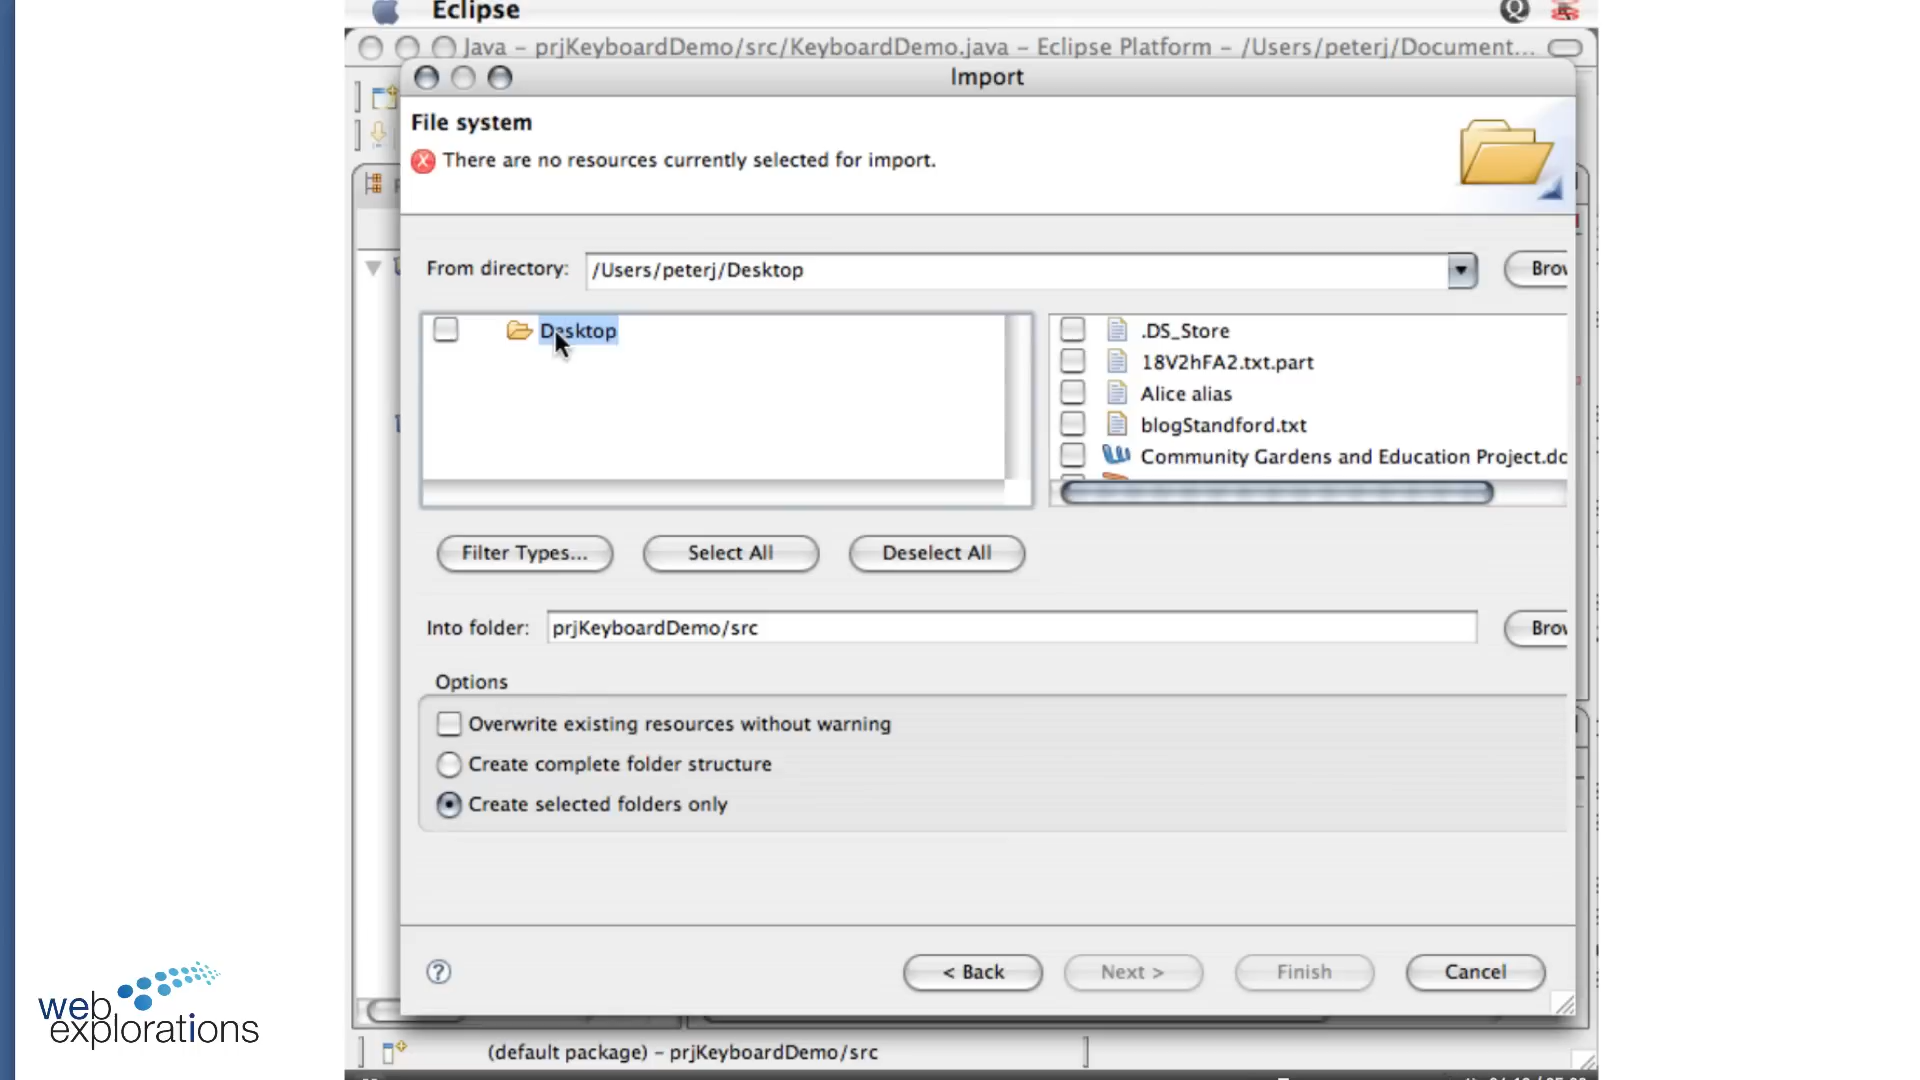 Eclipse
Java – prjKeyboardDemo/src/KeyboardDemo.java – Eclipse Platform – /Users/peterj/Document...
Import
File system
There are no resources currently selected for import.
From directory: /Users/peterj/Desktop
Desktop
.DS_Store
18V2hFA2.txt.part
Alice alias
blogStandford.txt
Community Gardens and Education Project.dc
Filter Types...
Select All
Deselect All
Into folder: prjKeyboardDemo/src
Options
Overwrite existing resources without warning
Create complete folder structure
Create selected folders only
< Back
Next >
Finish
Cancel
web
explorations
(default package) – prjKeyboardDemo/src